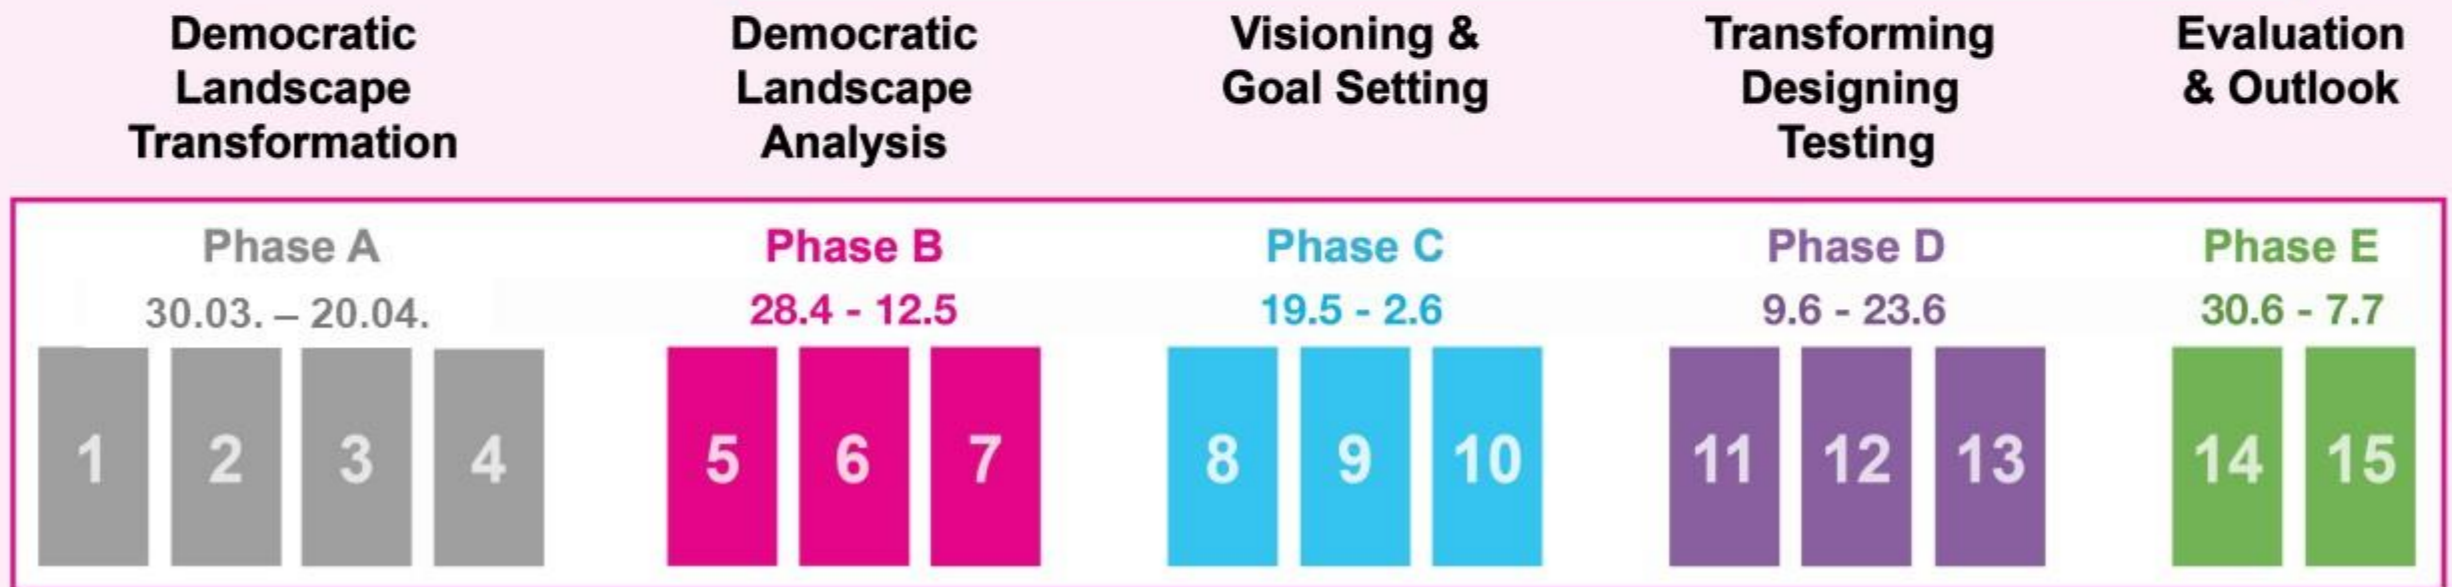 Democratic
Landscape
Transformation
Democratic
Landscape
Analysis
Visioning &
Goal Setting
Transforming
Designing
Testing
Evaluation
& Outlook
Phase A
30.03. – 20.04.
1 2 3 4
Phase B
28.4 - 12.5
5 6 7
Phase C
19.5 - 2.6
8 9 10
Phase D
9.6 - 23.6
11 12 13
Phase E
30.6 - 7.7
14 15